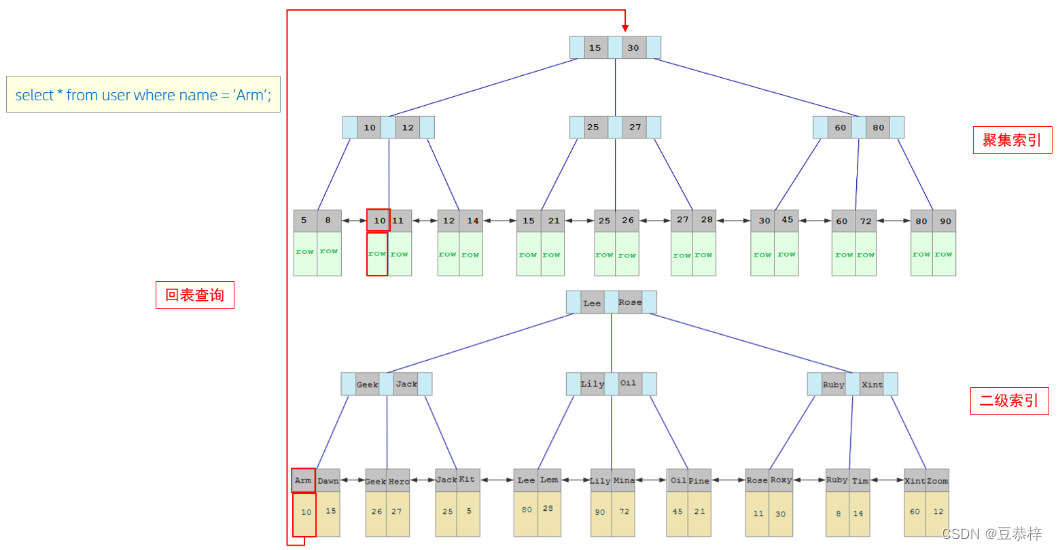 15 30
select * from user where name = 'Arm';
10 12
25 27
60 80
聚集索引
5 8 10 11 12 14 15 21 25 26 27 28 30 45 60 72 80 90
row row row row row row row row row row row row row row row row row row
回表查询
Lee Rose
Geek Jack
Lily Oil
Ruby Xint
二级索引
Arm Dawn Geek Hero Jack Kit Lee Lem Lily Mina Oil Pine Rose Roxy Ruby Tim Xint Zoom
10 15 26 27 25 5 80 28 90 72 45 21 11 30 8 14 60 12
CSDN @豆恭梓